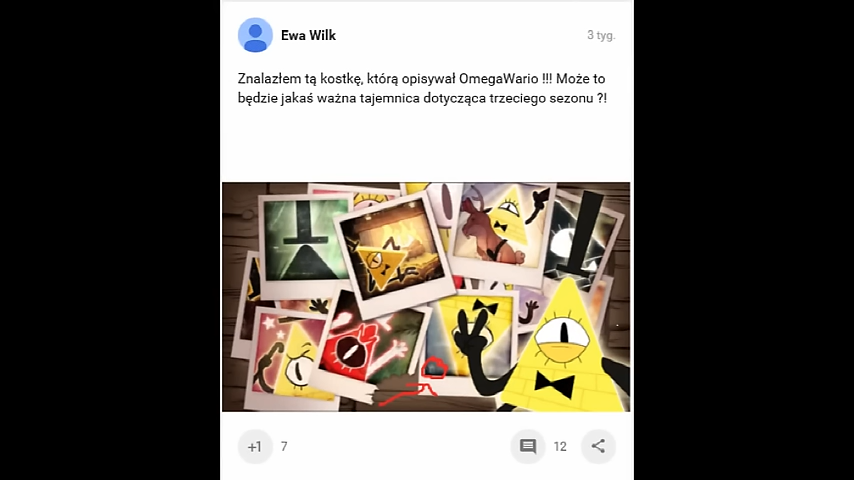 Ewa Wilk
3 tyg.
Znalazłem tą kostkę, którą opisywał OmegaWario !!! Może to
będzie jakaś ważna tajemnica dotycząca trzeciego sezonu ?!
+1
7
12